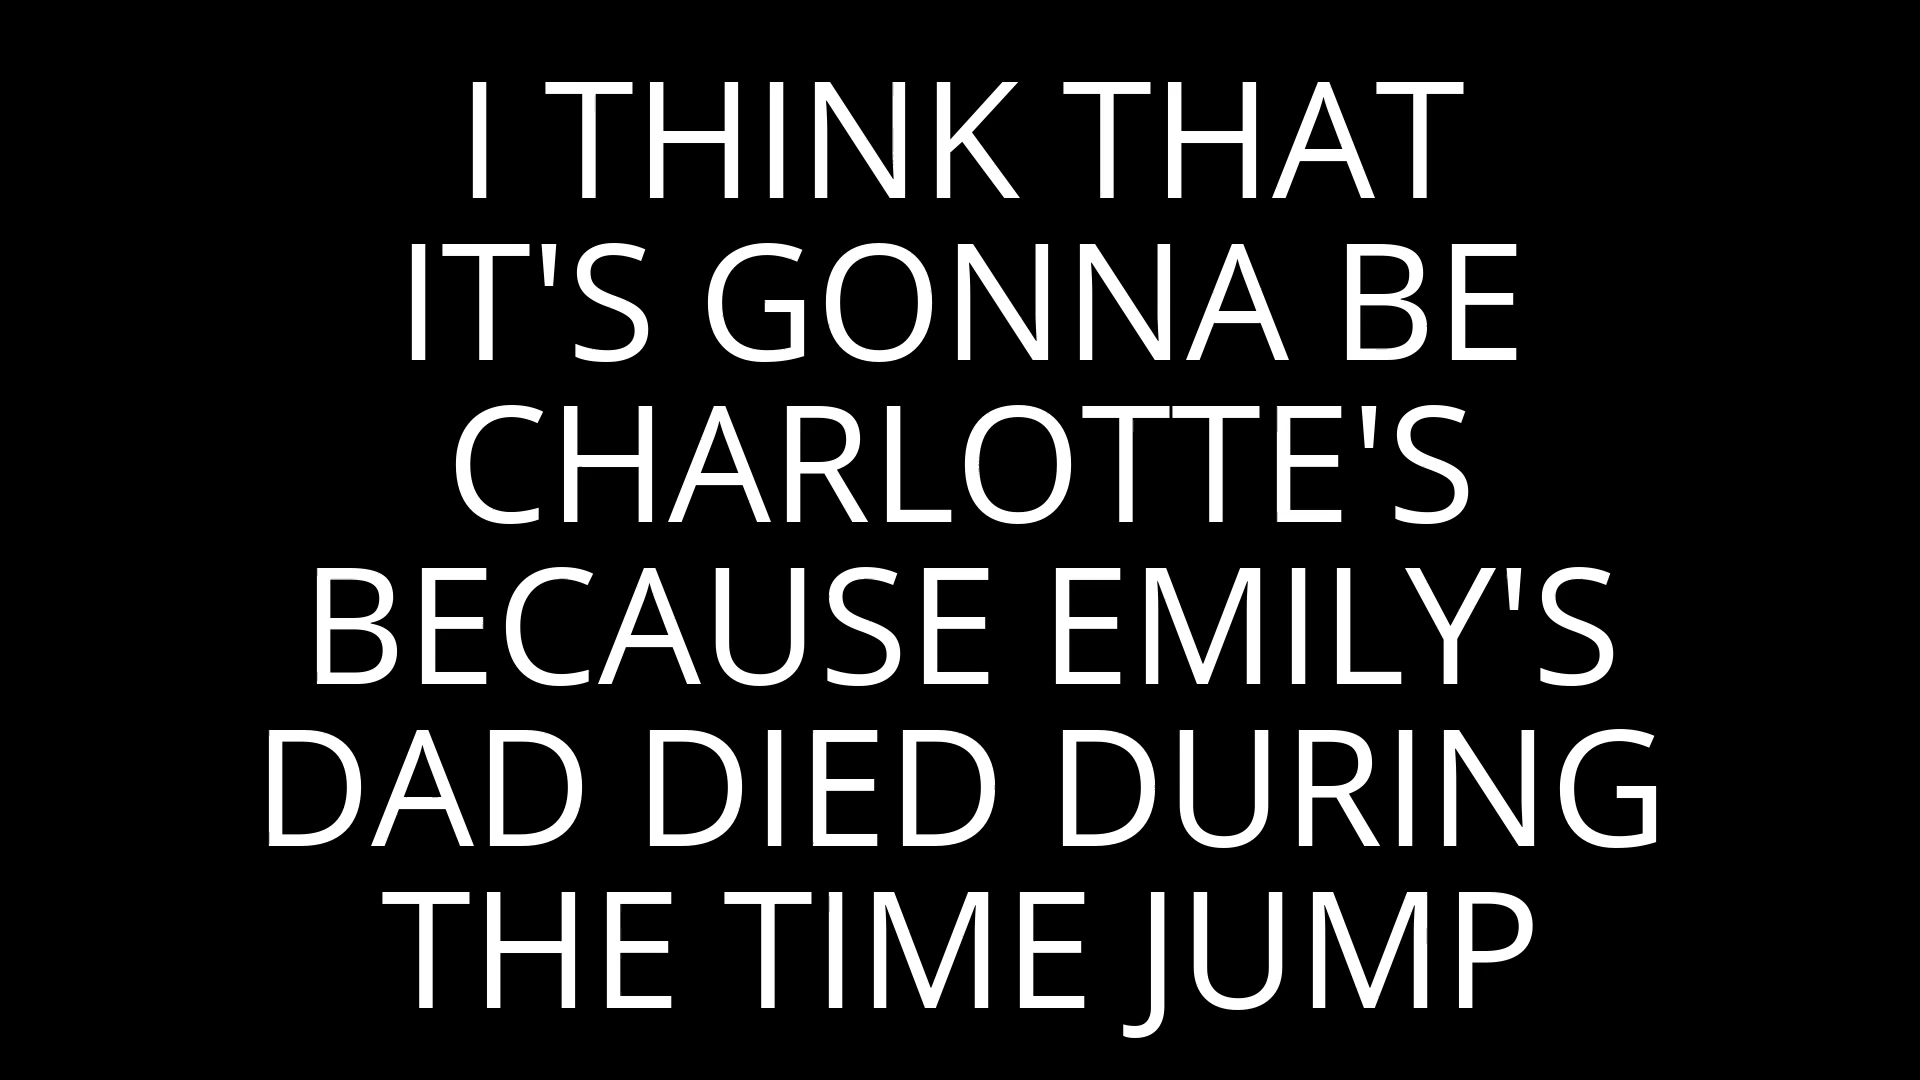 I THINK THAT
IT'S GONNA BE
CHARLOTTE'S
BECAUSE EMILY'S
DAD DIED DURING
THE TIME JUMP